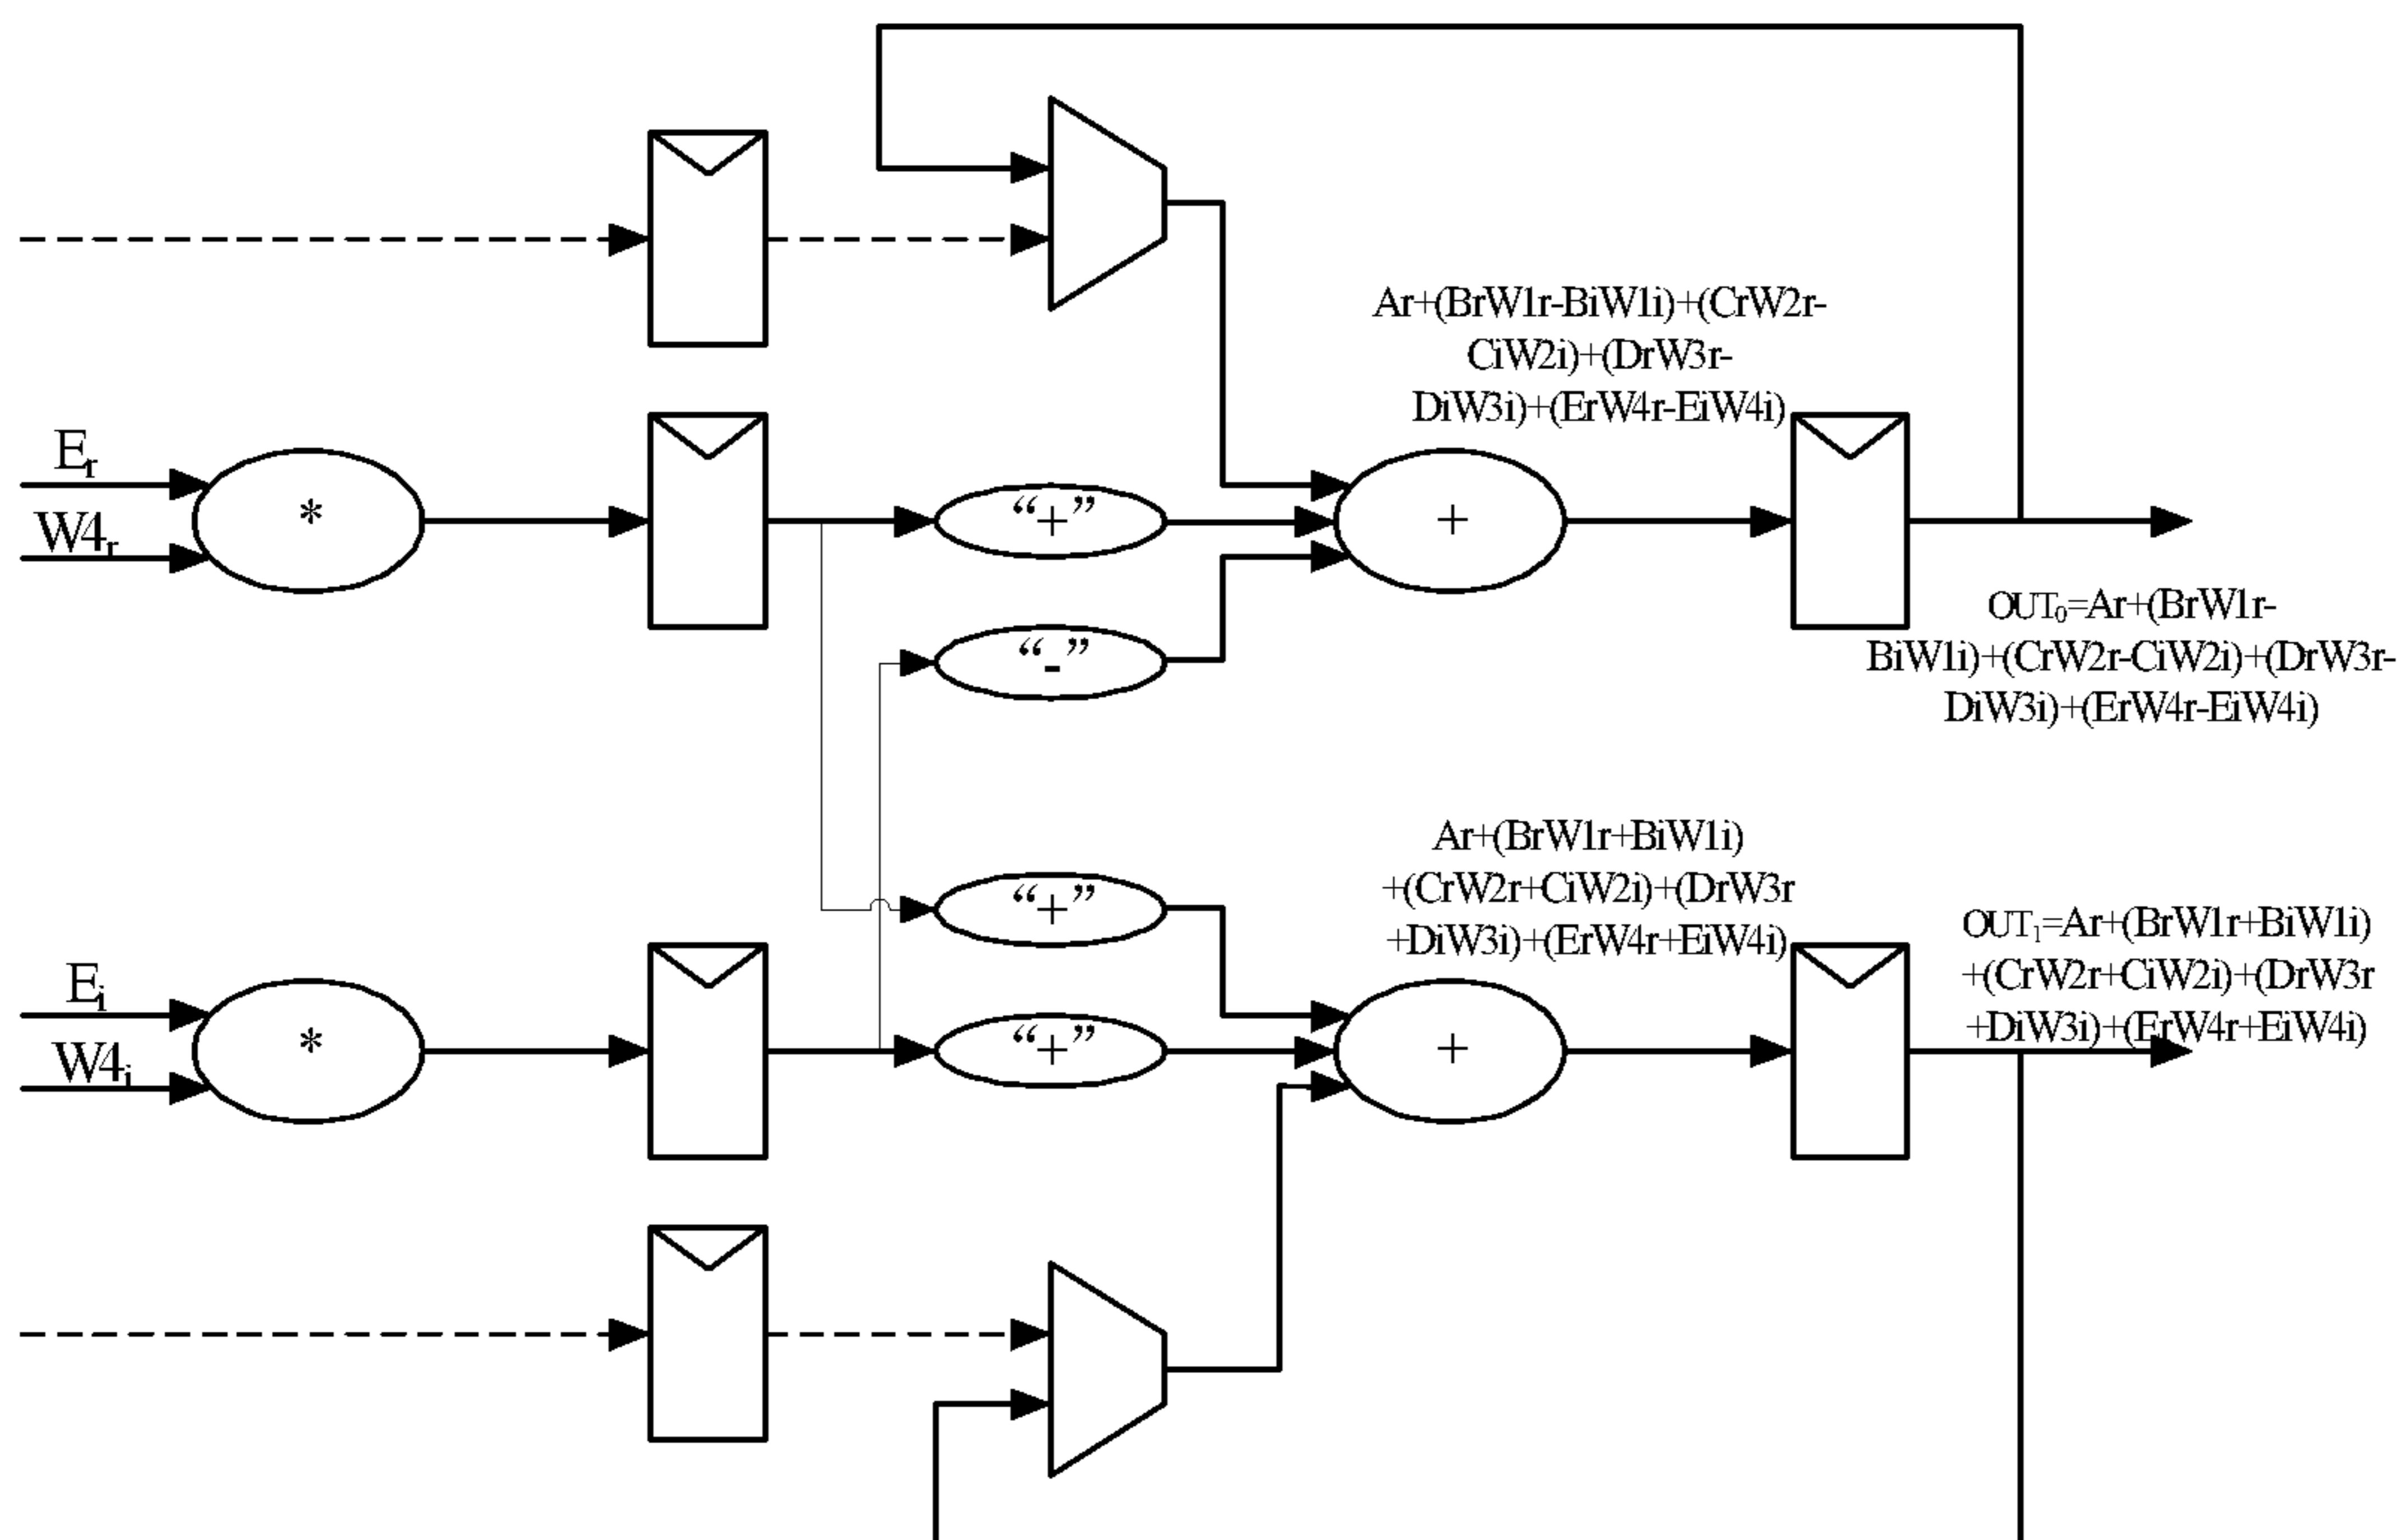 Ar+(BrW1r-BiW1i)+(CrW2r-
CiW2i)+(DrW3r-
DiW3i)+(ErW4r-EiW4i)
Er
*
W4r
“+”
+
“-”
OUT0=Ar+(BrW1r-
BiW1i)+(CrW2r-CiW2i)+(DrW3r-
DiW3i)+(ErW4r-EiW4i)
Ar+(BrW1r+BiW1i)
+(CrW2r+CiW2i)+(DrW3r
+DiW3i)+(ErW4r+EiW4i)
“+”
OUT1=Ar+(BrW1r+BiW1i)
+(CrW2r+CiW2i)+(DrW3r
+DiW3i)+(ErW4r+EiW4i)
Ei
*
W4i
“+”
+